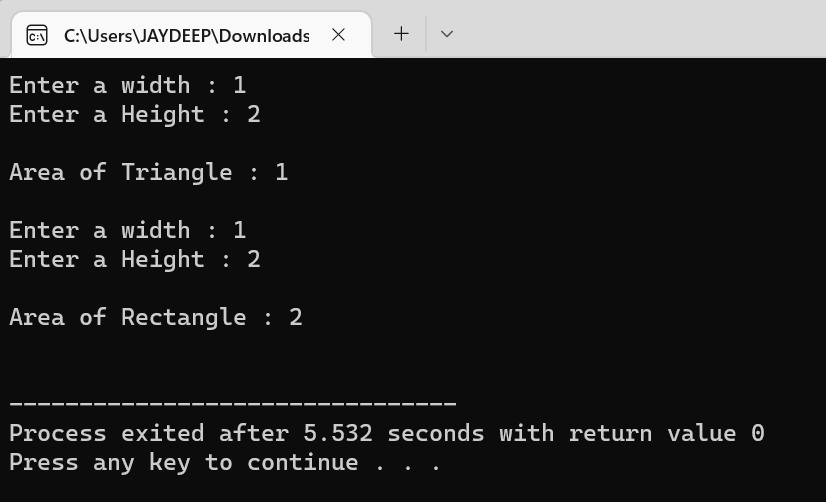 C:\Users\JAYDEEP\Downloads
Enter a width : 1
Enter a Height : 2
Area of Triangle : 1
Enter a width : 1
Enter a Height : 2
Area of Rectangle : 2
--------------------------------
Process exited after 5.532 seconds with return value 0
Press any key to continue . . .